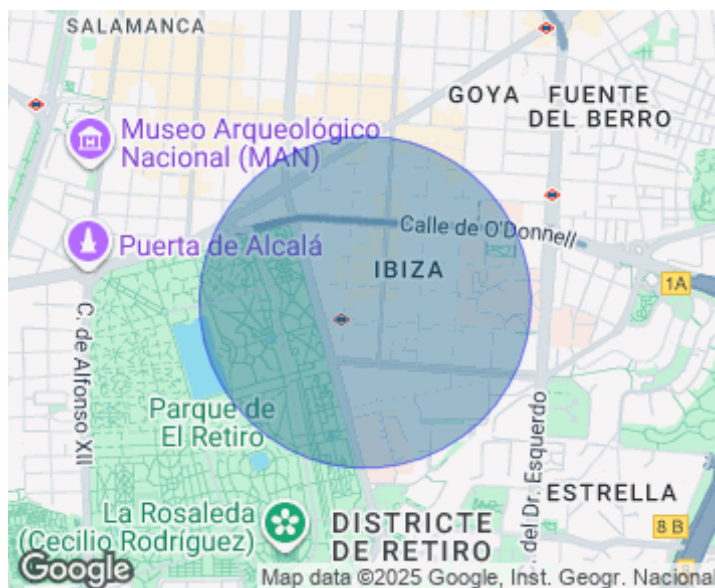 SALAMANCA
GOYA
FUENTE
DEL BERRO
Museo Arqueológico
Nacional (MAN)
Calle de O'Donnell
Puerta de Alcalá
IBIZA
1A
C. de Alfonso XII
Parque de
El Retiro
del Dr. Esquerdo
ESTRELLA
La Rosaleda
(Cecilio Rodríguez)
DISTRICTE
DE RETIRO
8 B
Google
Map data ©2025 Google, Inst. Geogr. Nacional